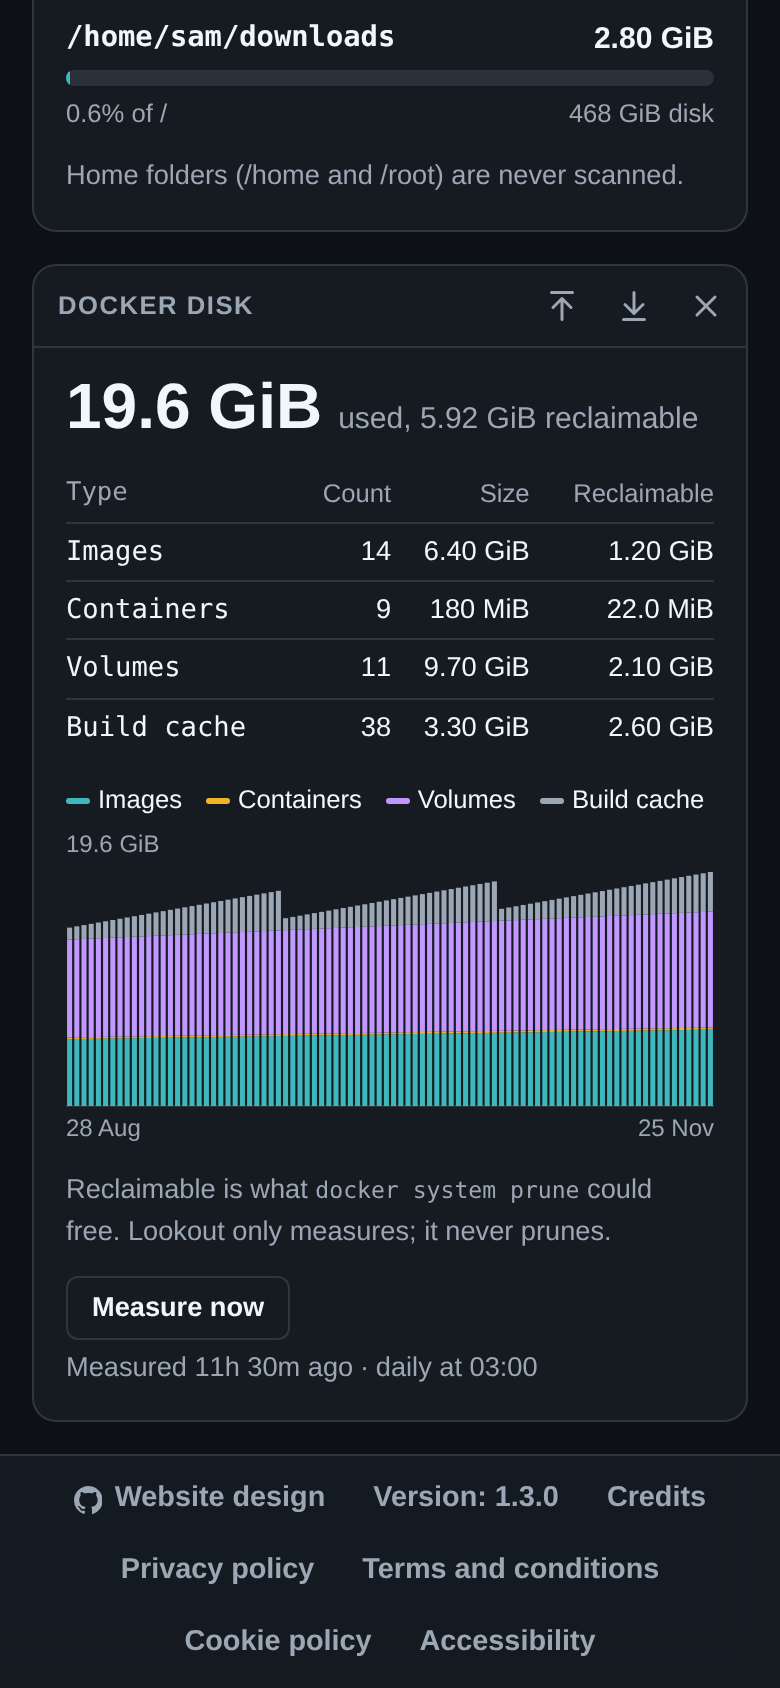 /home/sam/downloads 2.80 GiB
0.6% of / 468 GiB disk
Home folders (/home and /root) are never scanned.
DOCKER DISK
19.6 GiB used, 5.92 GiB reclaimable
Type Count Size Reclaimable
Images 14 6.40 GiB 1.20 GiB
Containers 9 180 MiB 22.0 MiB
Volumes 11 9.70 GiB 2.10 GiB
Build cache 38 3.30 GiB 2.60 GiB
Images Containers Volumes Build cache
19.6 GiB
28 Aug 25 Nov
Reclaimable is what docker system prune could
free. Lookout only measures; it never prunes.
Measure now
Measured 11h 30m ago · daily at 03:00
Website design Version: 1.3.0 Credits
Privacy policy Terms and conditions
Cookie policy Accessibility